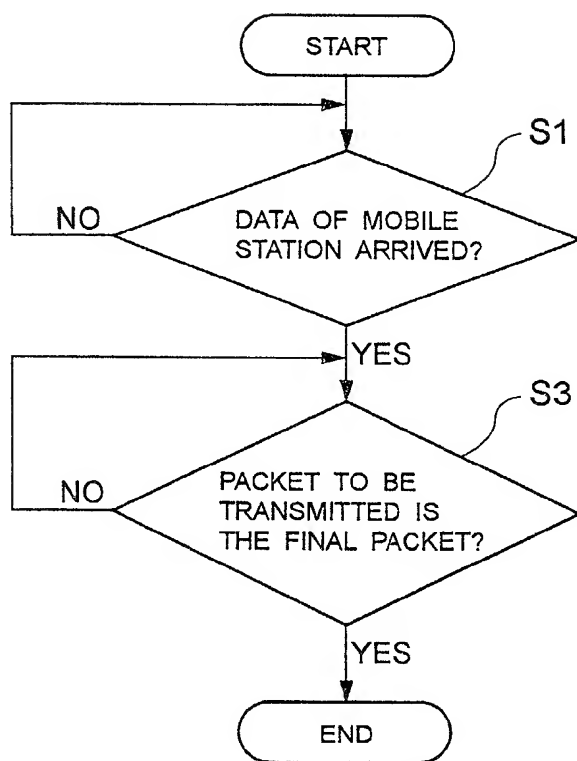 START
S1
DATA OF MOBILE
STATION ARRIVED?
NO
YES
S3
PACKET TO BE
TRANSMITTED IS
THE FINAL PACKET?
NO
YES
END